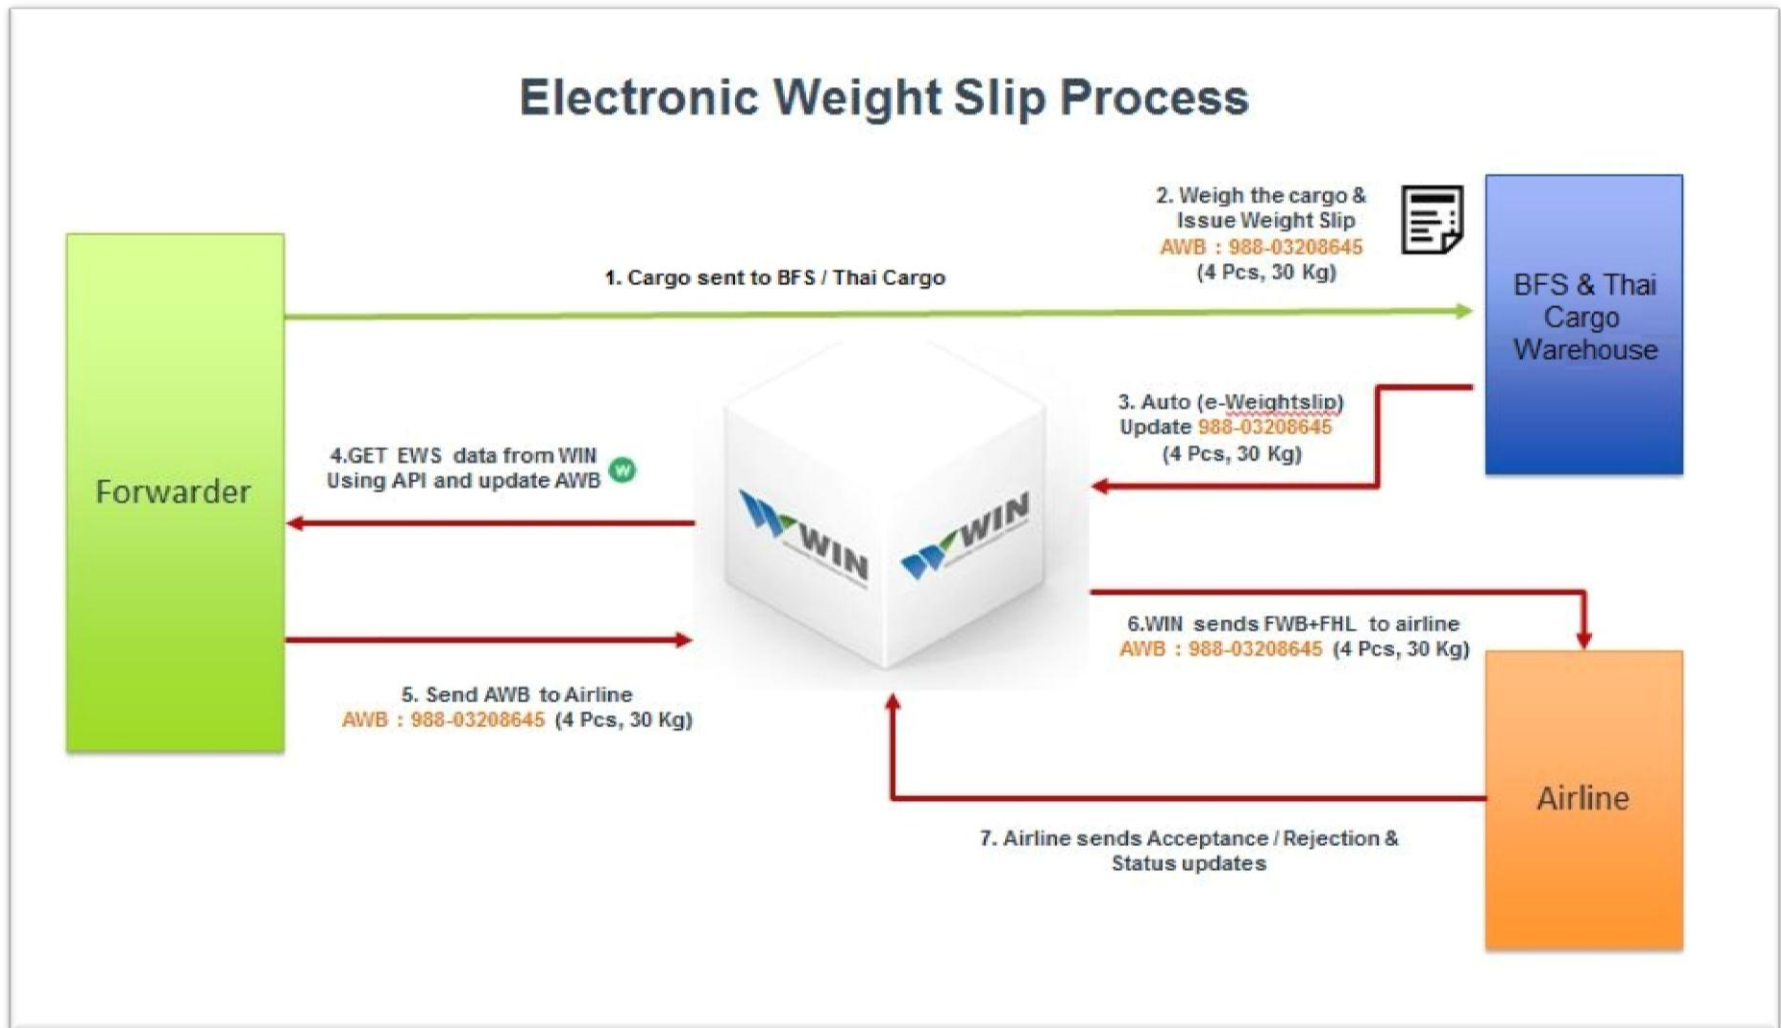 Electronic Weight Slip Process
1. Cargo sent to BFS / Thai Cargo
2. Weigh the cargo &
Issue Weight Slip
AWB : 988-03208645
(4 Pcs, 30 Kg)
BFS & Thai
Cargo
Warehouse
3. Auto (e-Weightslip)
Update 988-03208645
(4 Pcs, 30 Kg)
Forwarder
4.GET EWS data from WIN
Using API and update AWB
W
WIN
WIN
5. Send AWB to Airline
AWB : 988-03208645 (4 Pcs, 30 Kg)
6.WIN sends FWB+FHL to airline
AWB : 988-03208645 (4 Pcs, 30 Kg)
Airline
7. Airline sends Acceptance / Rejection &
Status updates